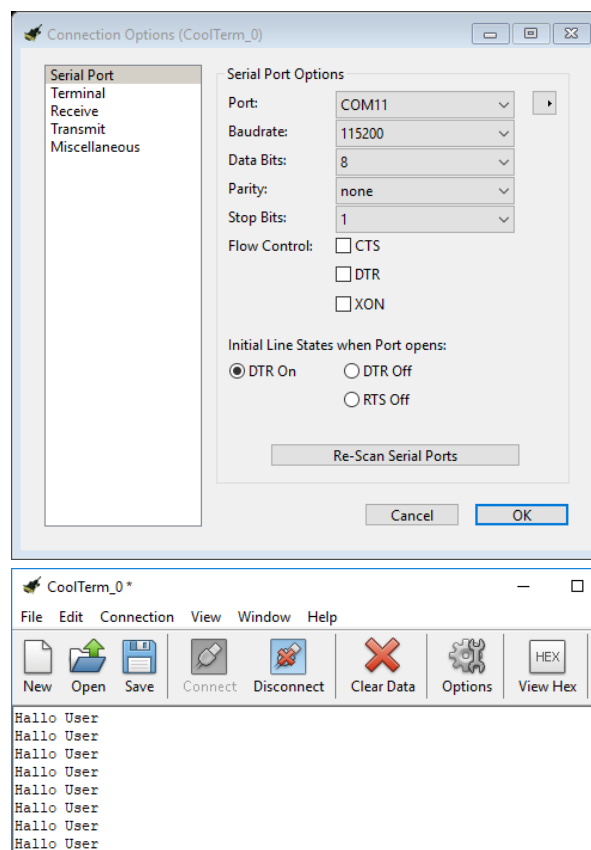 Connection Options (CoolTerm_0)
Serial Port
Terminal
Receive
Transmit
Miscellaneous
Serial Port Options
Port: COM11
Baudrate: 115200
Data Bits: 8
Parity: none
Stop Bits: 1
Flow Control: CTS
DTR
XON
Initial Line States when Port opens:
DTR On DTR Off
RTS Off
Re-Scan Serial Ports
Cancel OK
CoolTerm_0 *
File Edit Connection View Window Help
New Open Save Connect Disconnect Clear Data Options HEX View Hex
Hallo User
Hallo User
Hallo User
Hallo User
Hallo User
Hallo User
Hallo User
Hallo User